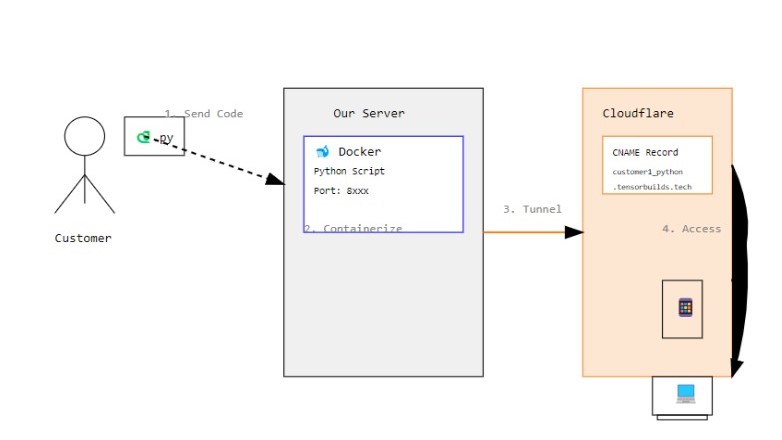 1. Send Code
py
Customer
Our Server
Docker
Python Script
Port: 8xxx
2. Containerize
3. Tunnel
Cloudflare
CNAME Record
customer1_python
.tensorbuilds.tech
4. Access